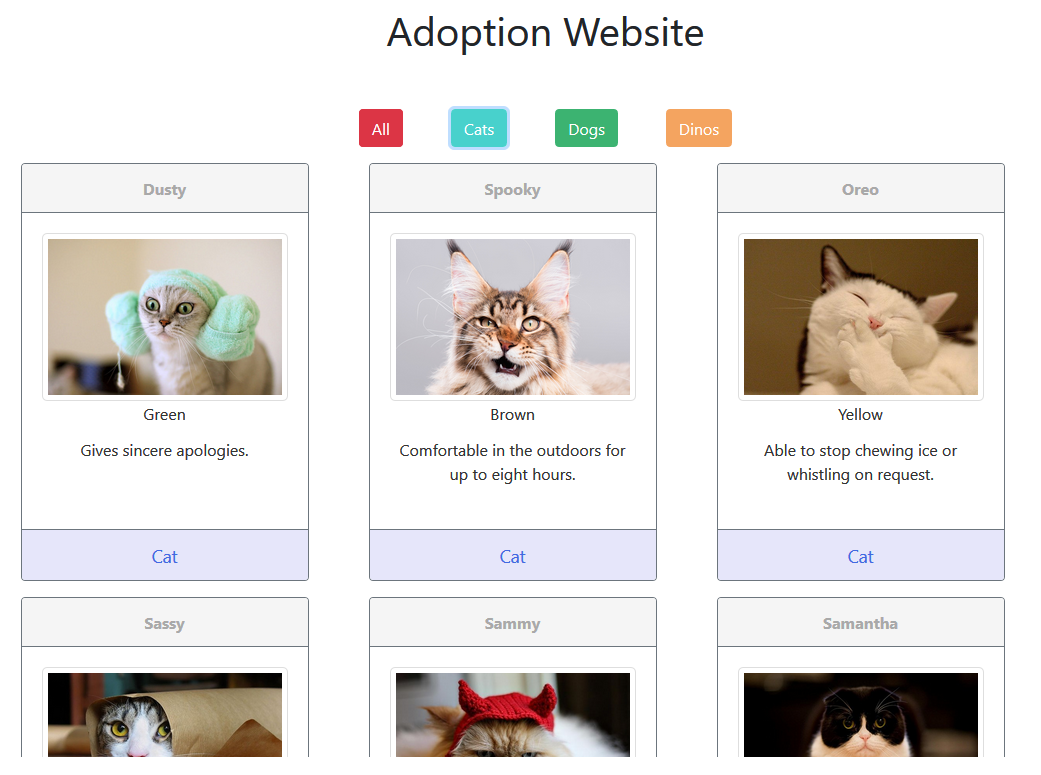 Adoption Website
All
Cats
Dogs
Dinos
Dusty
Green
Gives sincere apologies.
Cat
Spooky
Brown
Comfortable in the outdoors for
up to eight hours.
Cat
Oreo
Yellow
Able to stop chewing ice or
whistling on request.
Cat
Sassy
Sammy
Samantha